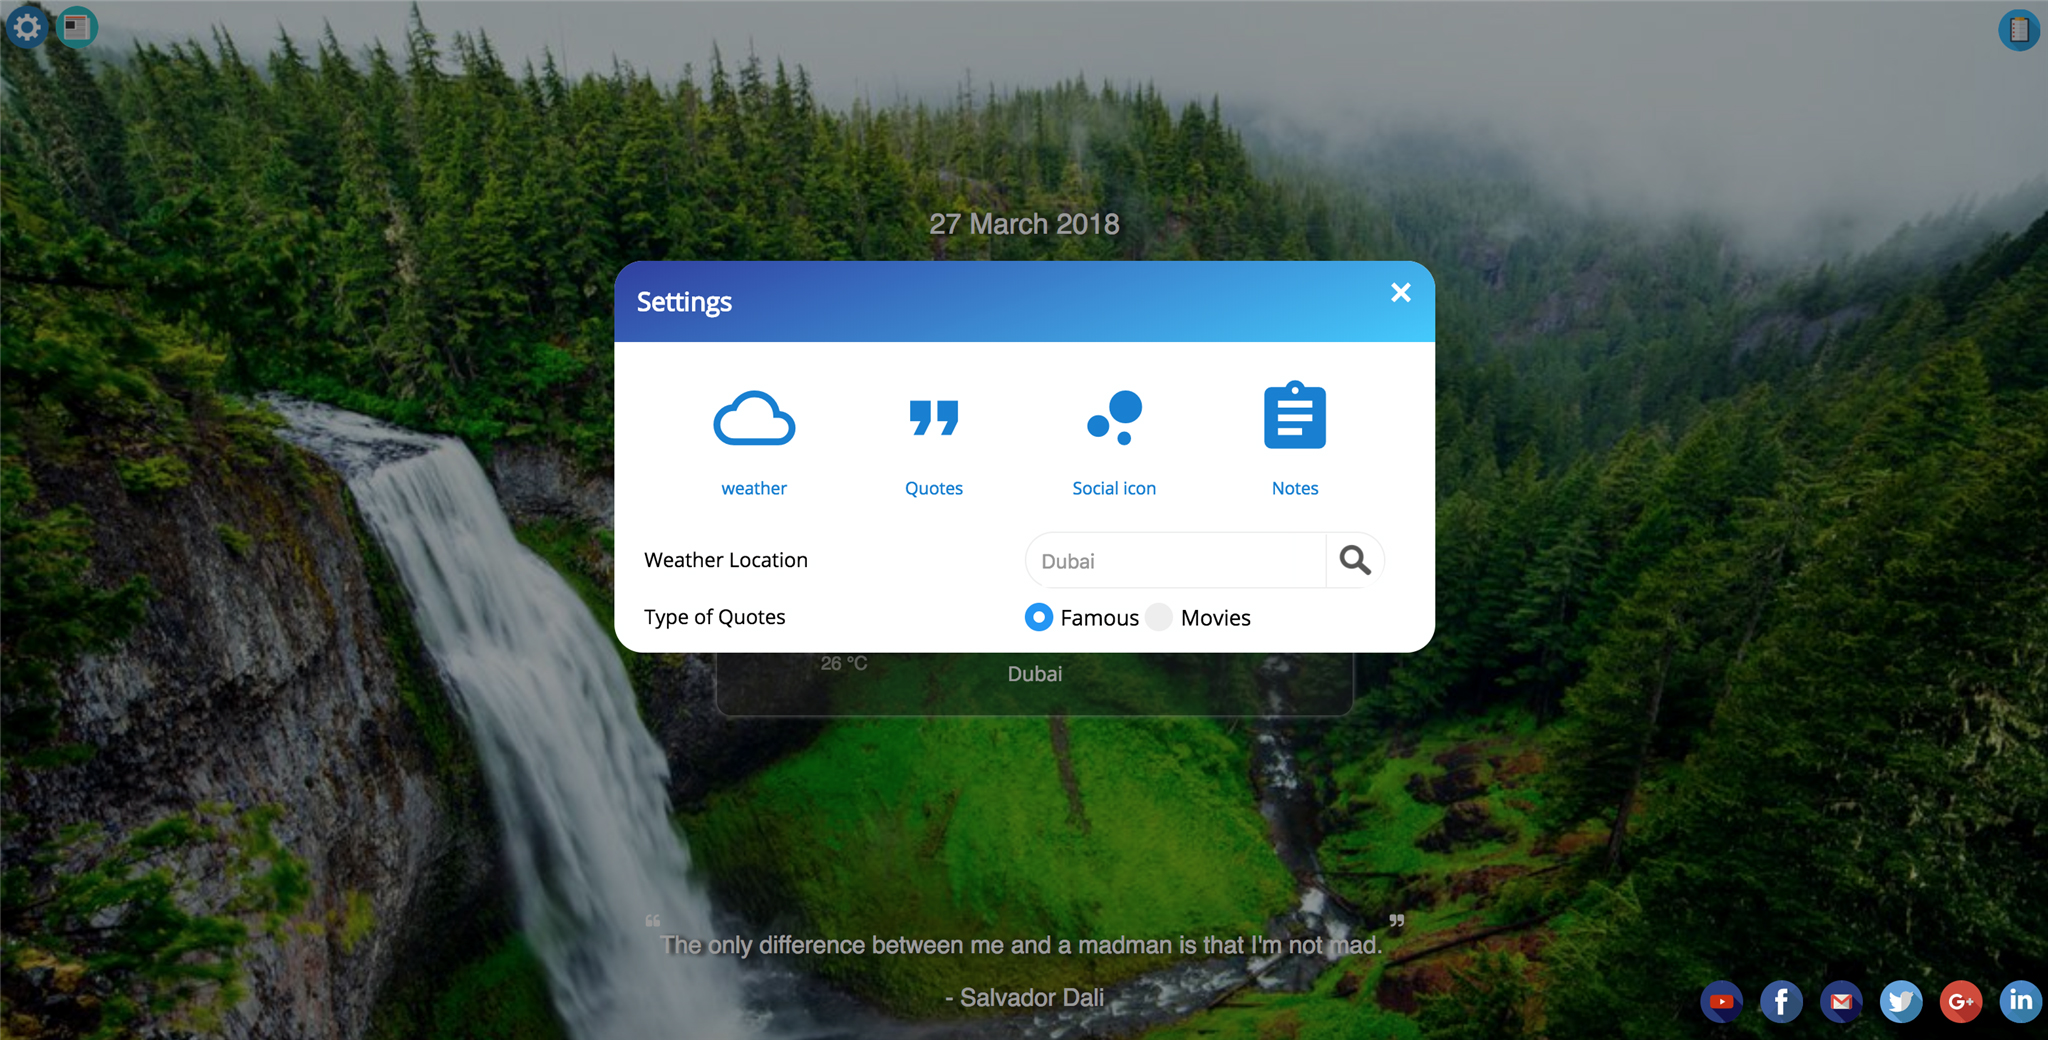 27 March 2018
Settings
weather
Quotes
Social icon
Notes
Weather Location
Dubai
Type of Quotes
Famous
Movies
26 °C
Dubai
“ ”
The only difference between me and a madman is that I'm not mad.
- Salvador Dali
f
G+
in